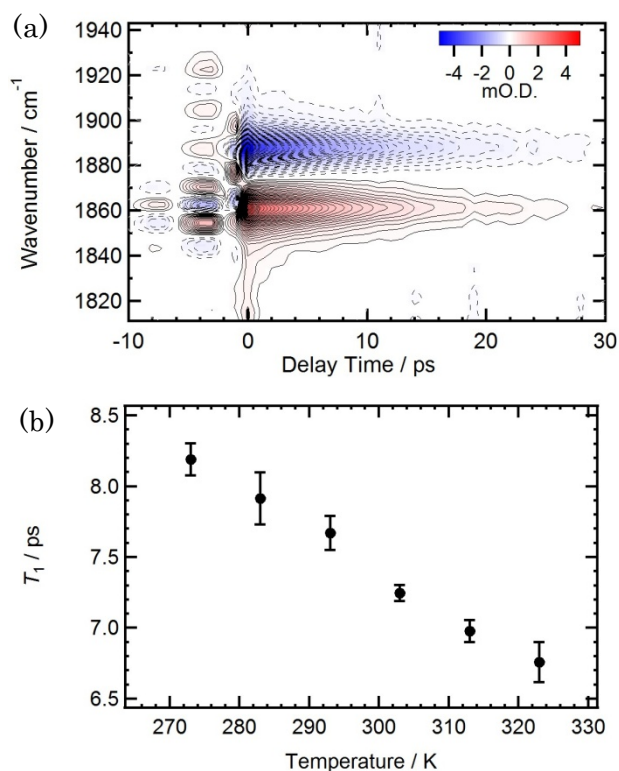 (a)
1940
1920
1900
1880
1860
1840
1820
Wavenumber / cm⁻¹
-4 -2 0 2 4
mO.D.
-10 0 10 20 30
Delay Time / ps
(b)
8.5
8.0
7.5
7.0
6.5
T₁ / ps
270 280 290 300 310 320 330
Temperature / K